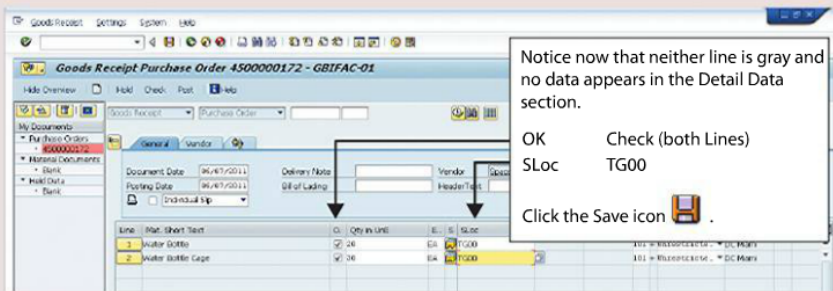 Goods Receipt Settings System Help
Goods Receipt Purchase Order 4500000172 - GBIFAC-01
Hide Overview Hold Check Post Help
Goods Receipt Purchase Order
My Documents
Purchase Orders
4500000172
Material Documents
Blank
Held Data
Blank
General Vendor
Document Date 06/07/2011 Delivery Note Vendor
Posting Date 06/07/2011 Bill of Lading HeaderText
Individual Slip
Line Mat. Short Text O. Qty in UnE E.. S SLoc
1 Water Bottle 20 EA TG00 101 + Unrestricte.. DC Miami
2 Water Bottle Cage 20 EA TG00 101 + Unrestricte.. DC Miami
Notice now that neither line is gray and
no data appears in the Detail Data
section.
OK Check (both Lines)
SLoc TG00
Click the Save icon .